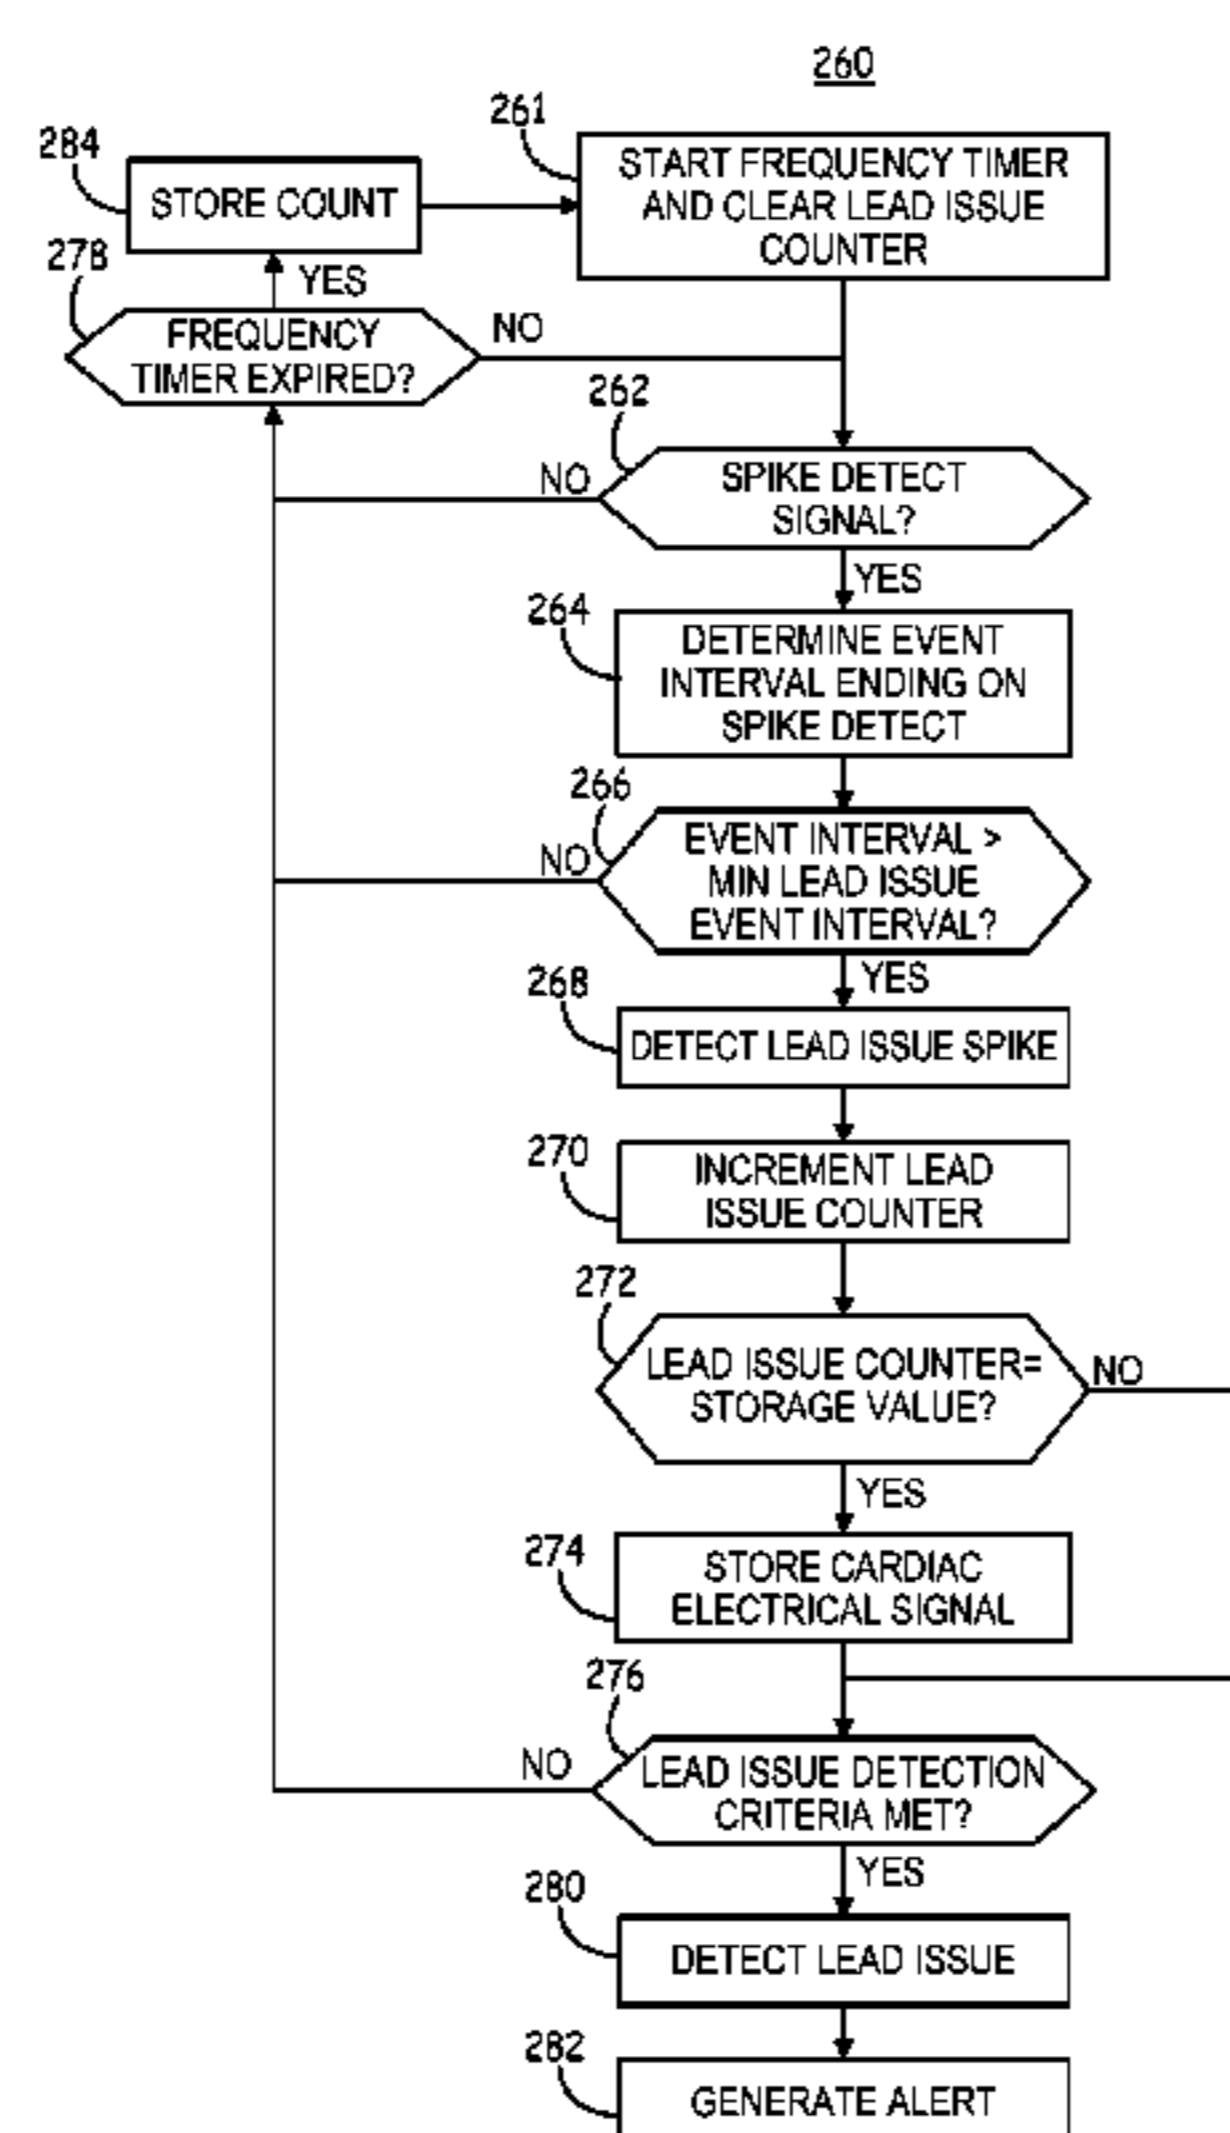 260
261
284
START FREQUENCY TIMER
AND CLEAR LEAD ISSUE
COUNTER
STORE COUNT
278
YES
FREQUENCY
TIMER EXPIRED?
NO
262
SPIKE DETECT
SIGNAL?
NO
YES
264
DETERMINE EVENT
INTERVAL ENDING ON
SPIKE DETECT
266
EVENT INTERVAL >
MIN LEAD ISSUE
EVENT INTERVAL?
NO
YES
268
DETECT LEAD ISSUE SPIKE
270
INCREMENT LEAD
ISSUE COUNTER
272
LEAD ISSUE COUNTER=
STORAGE VALUE?
NO
YES
274
STORE CARDIAC
ELECTRICAL SIGNAL
276
NO
LEAD ISSUE DETECTION
CRITERIA MET?
YES
280
DETECT LEAD ISSUE
282
GENERATE ALERT